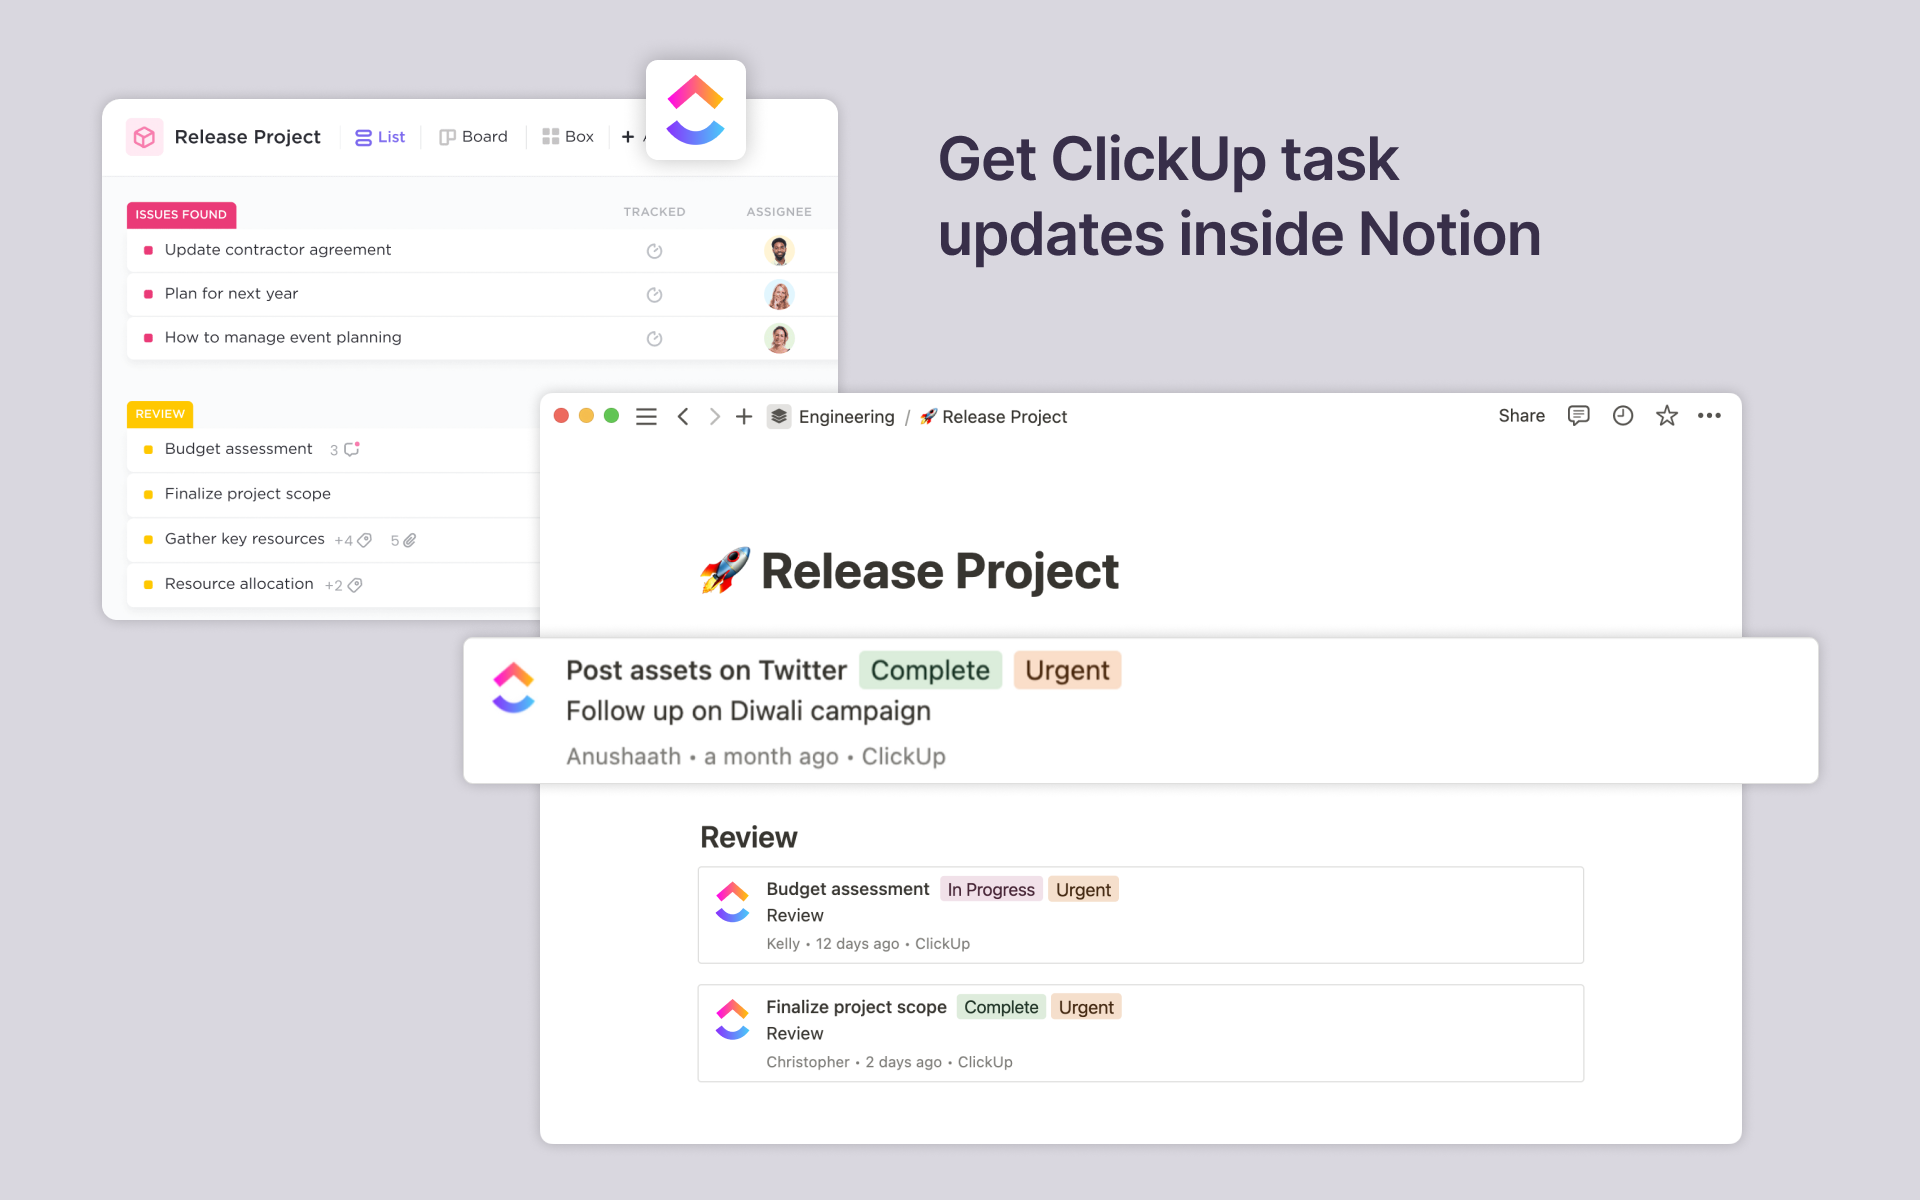 Get ClickUp task
updates inside Notion
Release Project List Board Box +
ISSUES FOUND TRACKED ASSIGNEE
Update contractor agreement
Plan for next year
How to manage event planning
REVIEW
Budget assessment 3
Finalize project scope
Gather key resources +4 5
Resource allocation +2
Engineering / 🚀 Release Project Share
🚀 Release Project
Post assets on Twitter Complete Urgent
Follow up on Diwali campaign
Anushaath • a month ago • ClickUp
Review
Budget assessment In Progress Urgent
Review
Kelly • 12 days ago • ClickUp
Finalize project scope Complete Urgent
Review
Christopher • 2 days ago • ClickUp